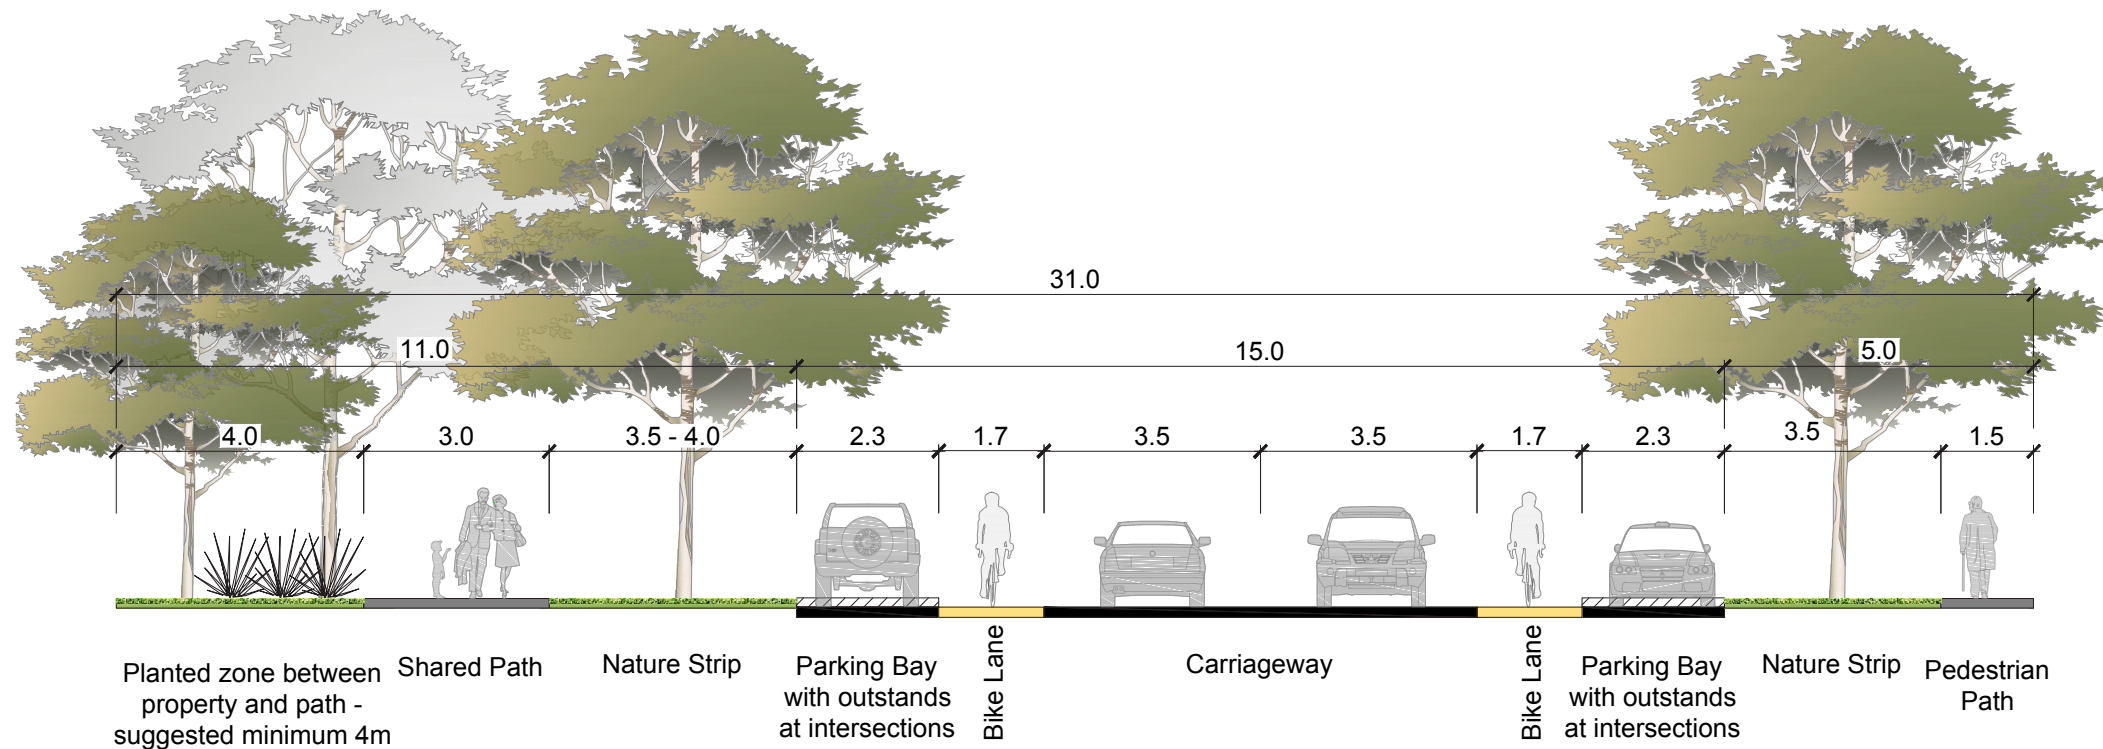 31.0
11.0
15.0
5.0
4.0
3.0
3.5 - 4.0
2.3
1.7
3.5
3.5
1.7
2.3
3.5
1.5
Planted zone between
property and path -
suggested minimum 4m
Shared Path
Nature Strip
Parking Bay
with outstands
at intersections
Bike Lane
Carriageway
Bike Lane
Parking Bay
with outstands
at intersections
Nature Strip
Pedestrian
Path